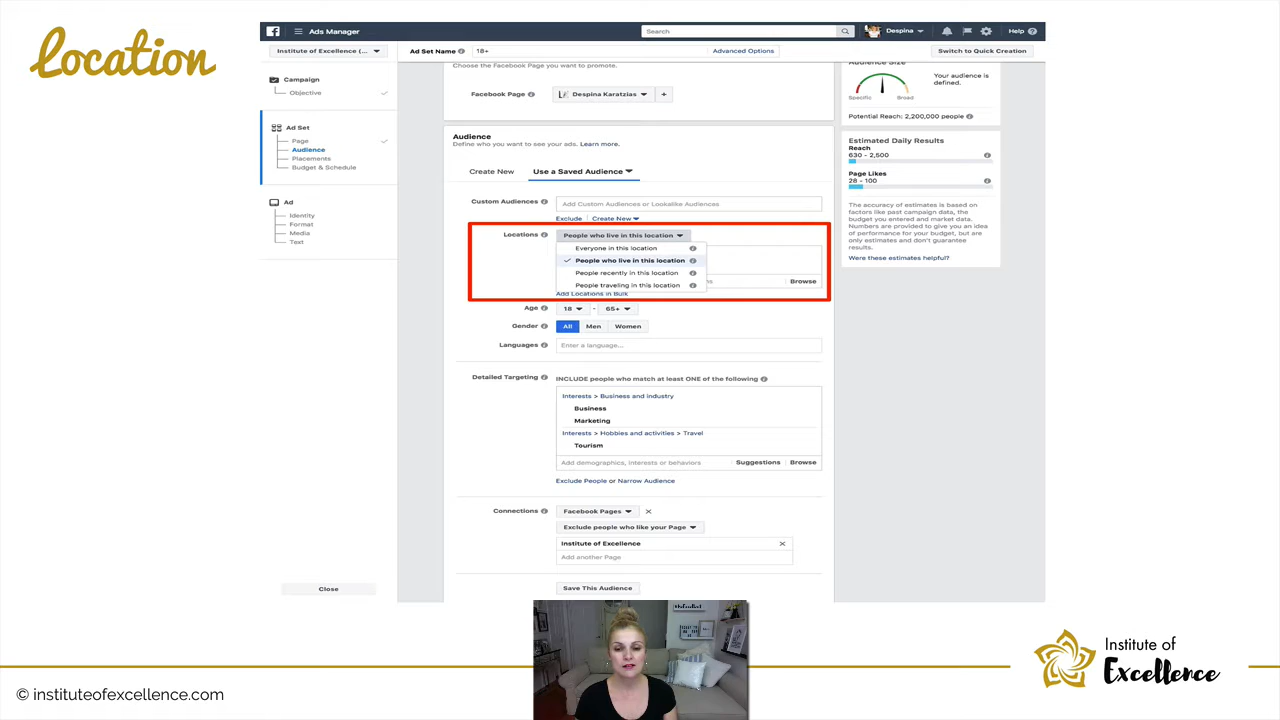 Location
Ads Manager
Search
Despina
Help
Institute of Excellence (...
Ad Set Name
18+
Advanced Options
Switch to Quick Creation
Campaign
Objective
Ad Set
Page
Audience
Placements
Budget & Schedule
Ad
Identity
Format
Media
Text
Close
Choose the Facebook Page you want to promote.
Facebook Page
Despina Karatzias
+
Audience
Define who you want to see your ads. Learn more.
Create New
Use a Saved Audience
Custom Audiences
Add Custom Audiences or Lookalike Audiences
Exclude
Create New
Locations
People who live in this location
Everyone in this location
People who live in this location
People recently in this location
People traveling in this location
Browse
Add Locations in Bulk
Age
18 - 65+
Gender
All Men Women
Languages
Enter a language...
Detailed Targeting
INCLUDE people who match at least ONE of the following
Interests > Business and industry
Business
Marketing
Interests > Hobbies and activities > Travel
Tourism
Add demographics, interests or behaviors
Suggestions
Browse
Exclude People or Narrow Audience
Connections
Facebook Pages
Exclude people who like your Page
Institute of Excellence
Add another Page
Save This Audience
Audience Size
Specific
Broad
Your audience is
defined.
Potential Reach: 2,200,000 people
Estimated Daily Results
Reach
630 - 2,500
Page Likes
28 - 100
The accuracy of estimates is based on
factors like past campaign data, the
budget you entered and market data.
Numbers are provided to give you an idea
of performance for your budget, but are
only estimates and don't guarantee
results.
Were these estimates helpful?
© instituteofexcellence.com
Institute of
Excellence